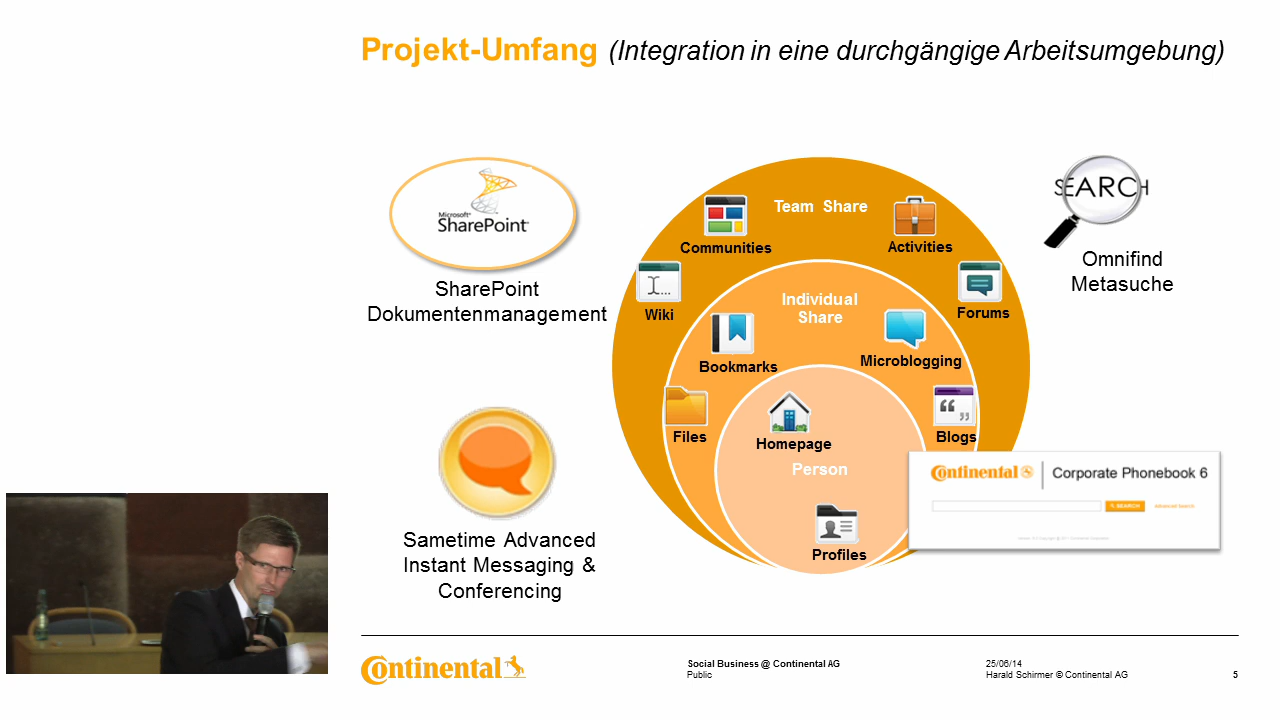 Projekt-Umfang (Integration in eine durchgängige Arbeitsumgebung)
Microsoft®
SharePoint
SharePoint
Dokumentenmanagement
Sametime Advanced
Instant Messaging &
Conferencing
Team Share
Communities
Activities
Wiki
Forums
Individual
Share
Bookmarks
Microblogging
Files
Blogs
Homepage
Person
Profiles
SEARCH
Omnifind
Metasuche
Continental
Corporate Phonebook 6
SEARCH
Advanced Search
Continental
Social Business @ Continental AG
Public
25/06/14
Harald Schirmer © Continental AG
5